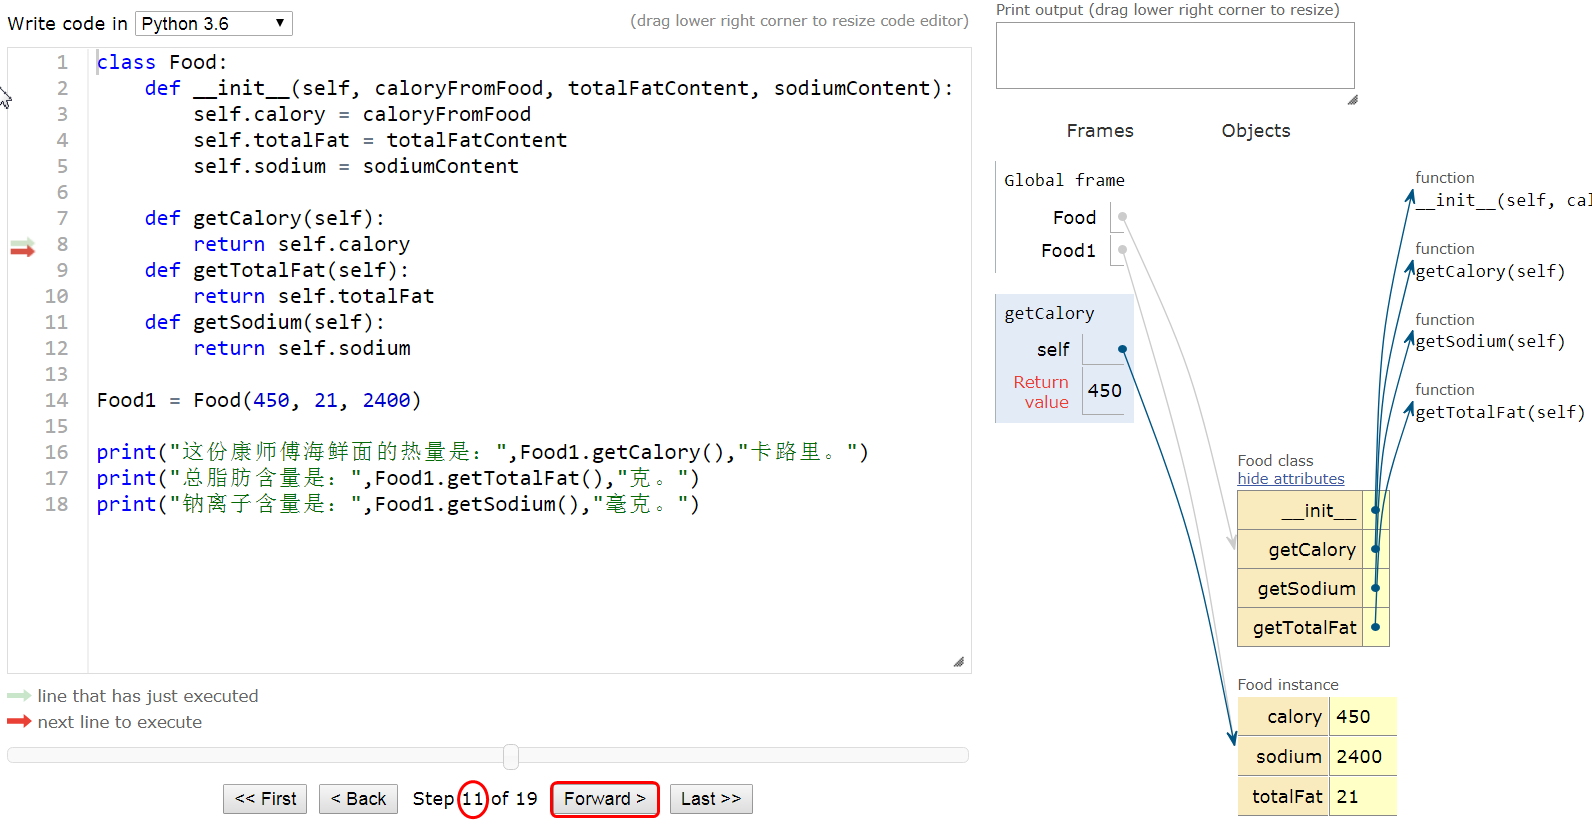 Write code in Python 3.6
(drag lower right corner to resize code editor)
1 class Food:
2     def __init__(self, caloryFromFood, totalFatContent, sodiumContent):
3         self.calory = caloryFromFood
4         self.totalFat = totalFatContent
5         self.sodium = sodiumContent
6
7     def getCalory(self):
8         return self.calory
9     def getTotalFat(self):
10         return self.totalFat
11     def getSodium(self):
12         return self.sodium
13
14 Food1 = Food(450, 21, 2400)
15
16 print("这份康师傅海鲜面的热量是：",Food1.getCalory(),"卡路里。")
17 print("总脂肪含量是：",Food1.getTotalFat(),"克。")
18 print("钠离子含量是：",Food1.getSodium(),"毫克。")
line that has just executed
next line to execute
<< First
< Back
Step 11 of 19
Forward >
Last >>
Print output (drag lower right corner to resize)
Frames
Objects
Global frame
Food
Food1
getCalory
self
Return
value
450
function
__init__(self, cal
function
getCalory(self)
function
getSodium(self)
function
getTotalFat(self)
Food class
hide attributes
__init__
getCalory
getSodium
getTotalFat
Food instance
calory 450
sodium 2400
totalFat 21